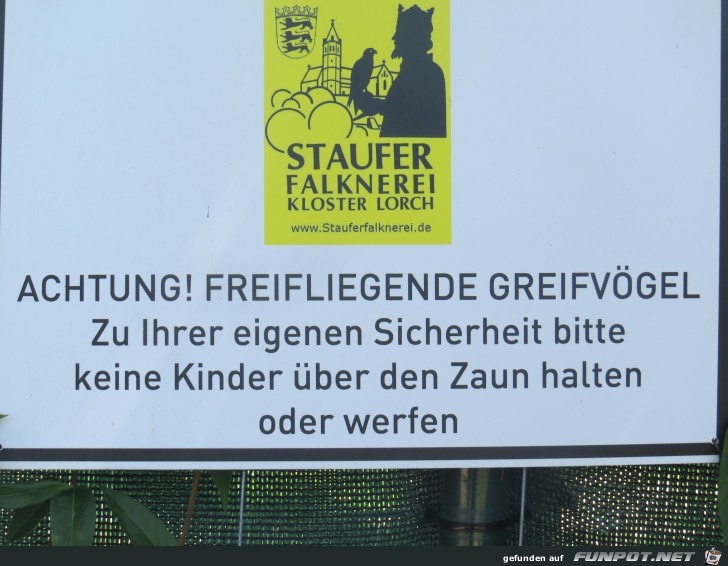 STAUFER
FALKNEREI
KLOSTER LORCH
www.Stauferfalknerei.de
ACHTUNG! FREIFLIEGENDE GREIFVÖGEL
Zu Ihrer eigenen Sicherheit bitte
keine Kinder über den Zaun halten
oder werfen
gefunden auf FUNPOT.NET